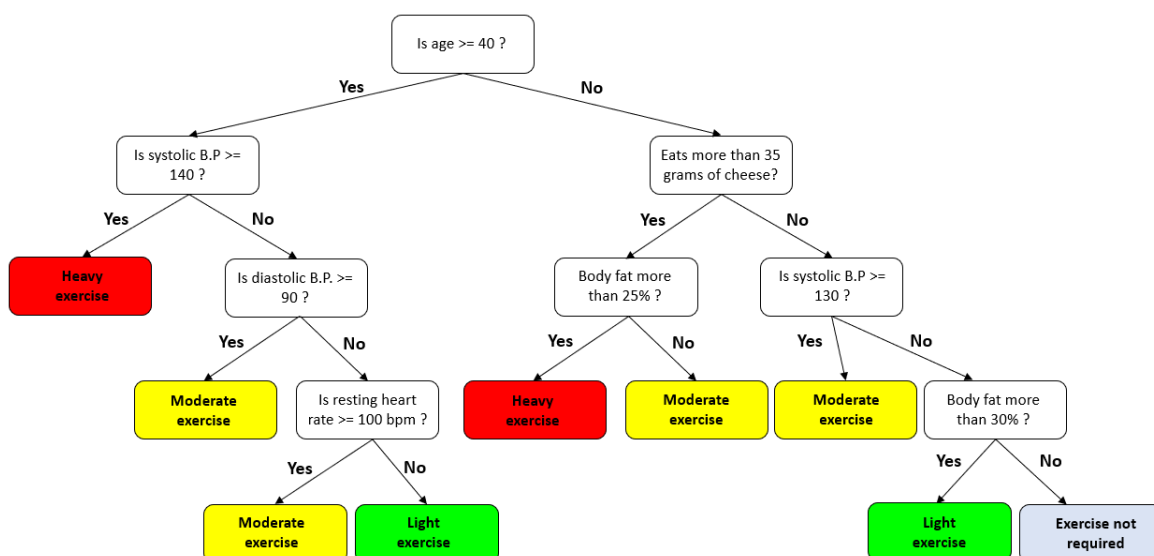 Is age >= 40 ?
Yes
No
Is systolic B.P >=
140 ?
Eats more than 35
grams of cheese?
Yes
No
Yes
No
Heavy
exercise
Is diastolic B.P. >=
90 ?
Body fat more
than 25% ?
Is systolic B.P >=
130 ?
Yes
No
Yes
No
Yes
No
Moderate
exercise
Is resting heart
rate >= 100 bpm ?
Heavy
exercise
Moderate
exercise
Moderate
exercise
Body fat more
than 30% ?
Yes
No
Yes
No
Moderate
exercise
Light
exercise
Light
exercise
Exercise not
required